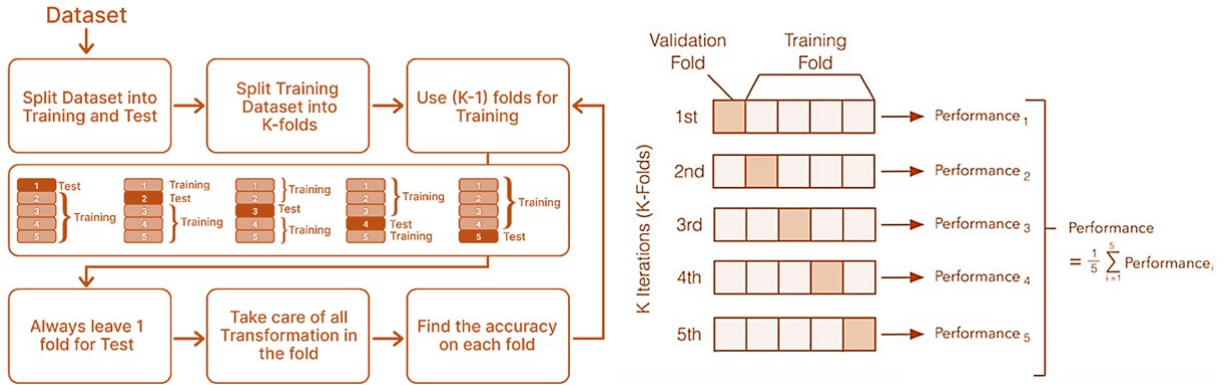 Dataset
Split Dataset into
Training and Test
Split Training
Dataset into
K-folds
Use (K-1) folds for
Training
1 Test
2
3
4
5
Training
1 Training
2 Test
3
4
5
Training
1
2
Training
3 Test
4
5
Training
1
2
3
Training
4 Test
5 Training
1
2
3
4
Training
5 Test
Always leave 1
fold for Test
Take care of all
Transformation in
the fold
Find the accuracy
on each fold
Validation
Fold
Training
Fold
K Iterations (K-Folds)
1st
Performance 1
2nd
Performance 2
3rd
Performance 3
4th
Performance 4
5th
Performance 5
Performance
= 1/5 5∑i=1 Performance i